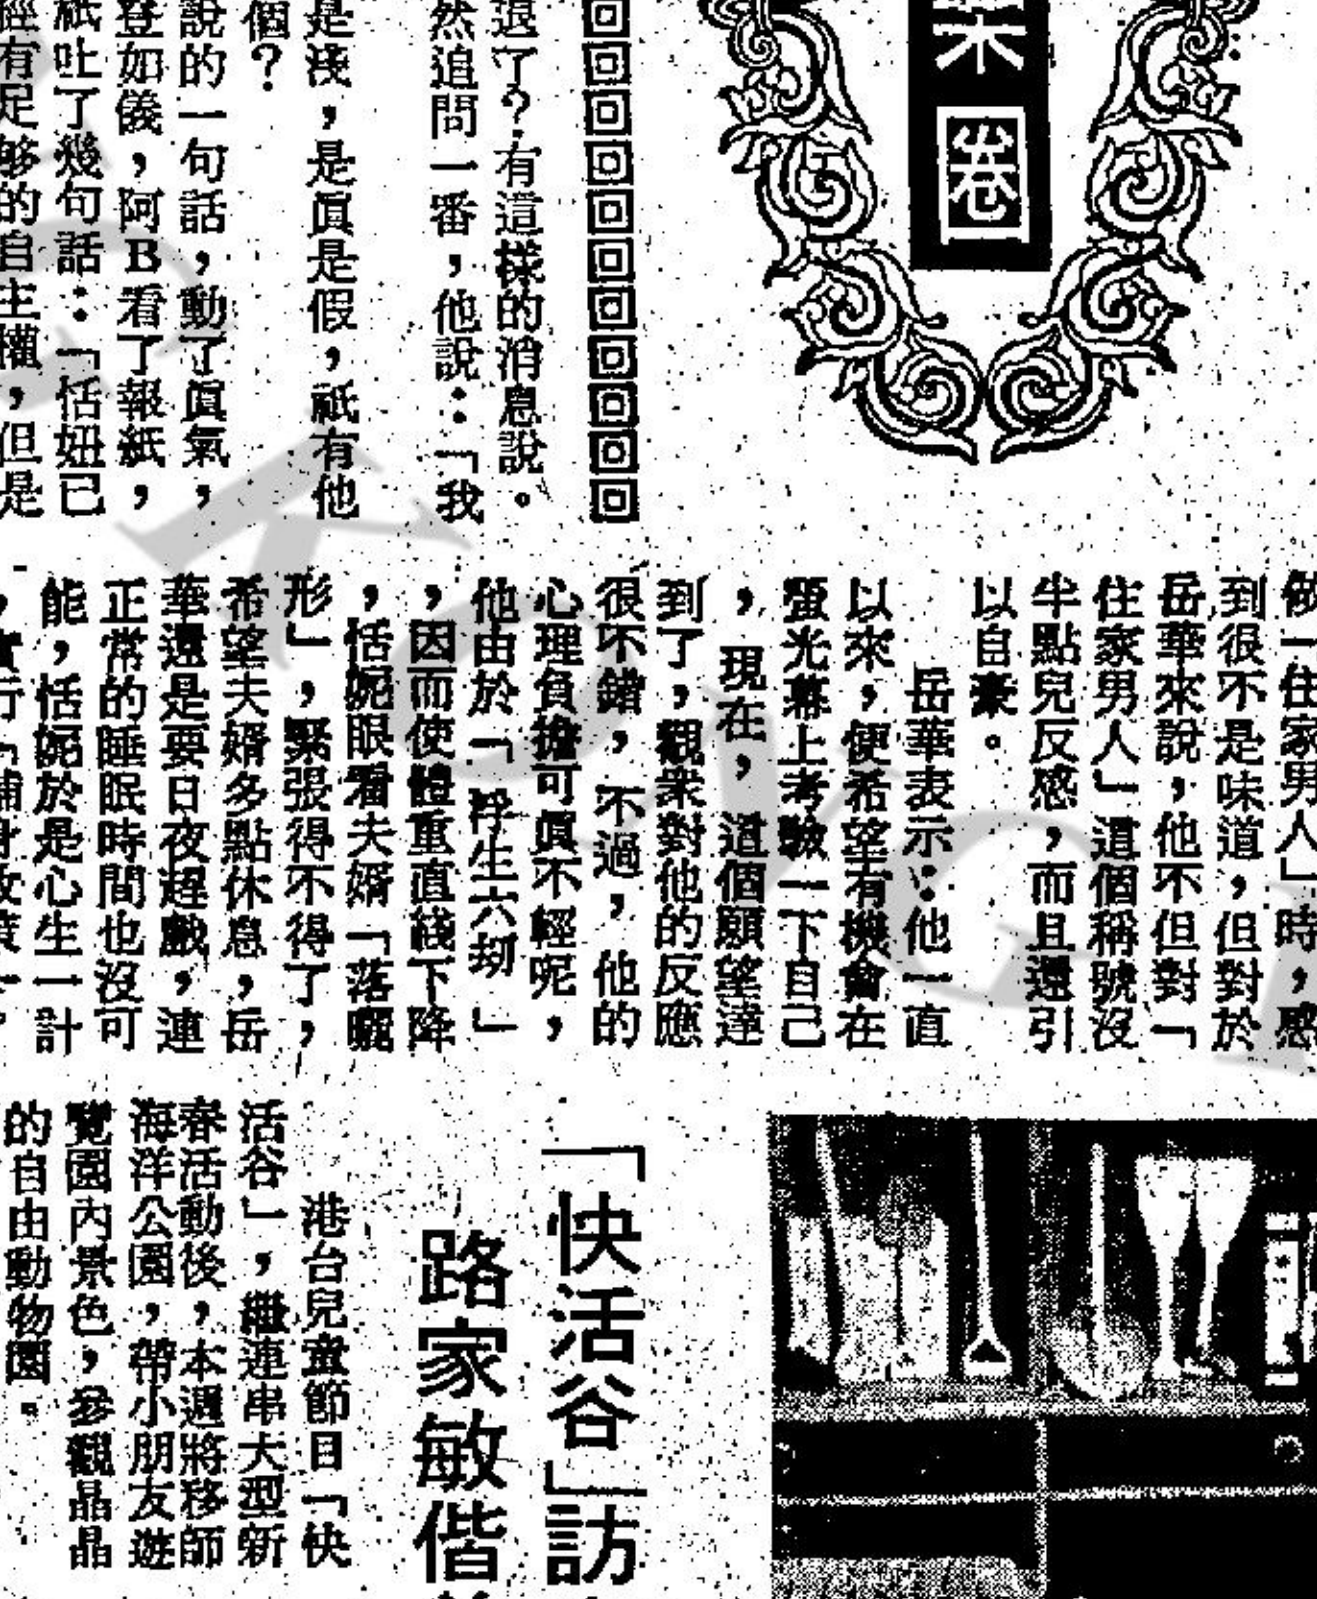 圈
退了？有這樣的消息說。
然追問一番，他說：「我
是淺，是眞是假，祇有他
個？
說的一句話，動了眞氣，
登如儀，阿B看了報紙，
祇吐了幾句話：「恬妞已
經有足够的自主權，但是
做「住家男人」時，感
到很不是味道，但對於
岳華來說，他不但對「
住家男人」這個稱號沒
半點兒反感，而且還引
以自豪。
岳華表示：他一直
以來，便希望有機會在
螢光幕上考驗一下自己
，現在，這個願望達
到了，觀衆對他的反應
很不錯，不過，他的
心理負擔可眞不輕呢，
他由於「浮生六刧」
，因而使體重直綫下降
，恬妮眼看夫婿「落曬
形」，緊張得不得了，
希望夫婿多點休息，岳
華還是要日夜趕戲，連
正常的睡眠時間也沒可
能，恬妮於是心生一計
「快活谷」訪
路家敏偕
港台兒童節目「快
活谷」，繼連串大型新
春活動後，本週將移師
海洋公園，帶小朋友遊
覽園內景色，參觀晶晶
的自由動物園。